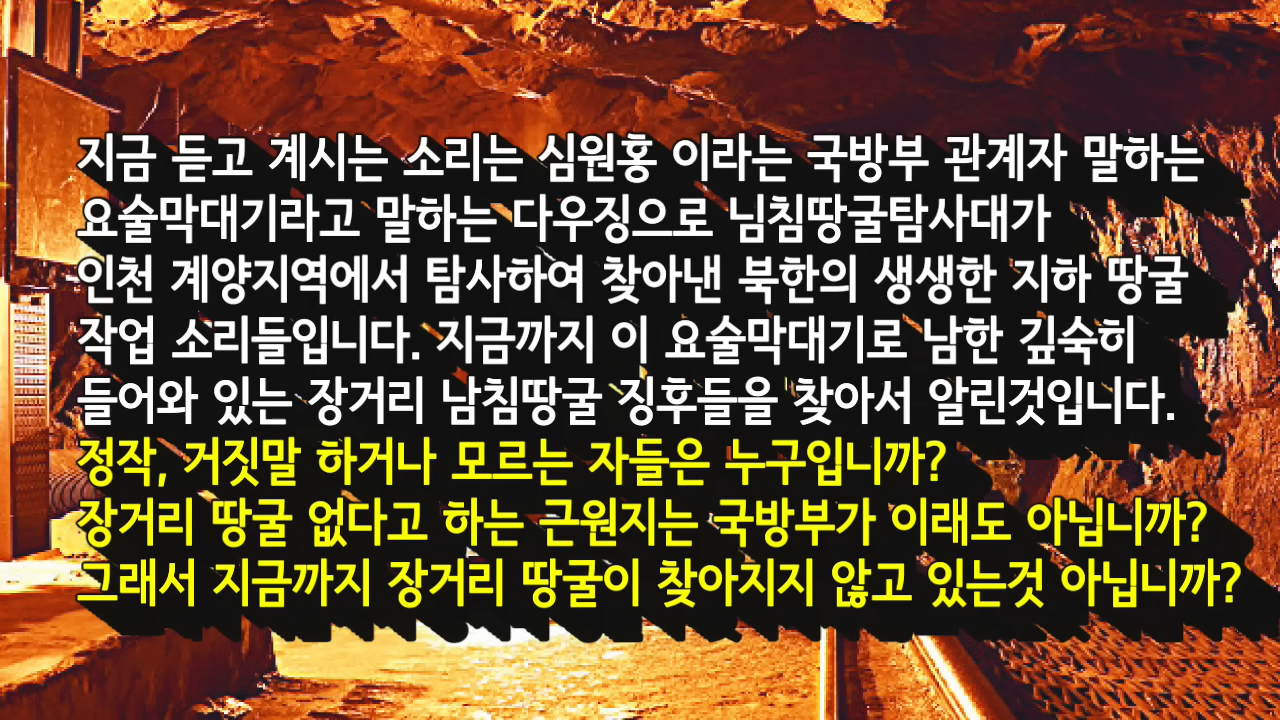 지금 듣고 계시는 소리는 심원홍 이라는 국방부 관계자 말하는
요술막대기라고 말하는 다우징으로 님침땅굴탐사대가
인천 계양지역에서 탐사하여 찾아낸 북한의 생생한 지하 땅굴
작업 소리들입니다. 지금까지 이 요술막대기로 남한 깊숙히
들어와 있는 장거리 남침땅굴 징후들을 찾아서 알린것입니다.
정작, 거짓말 하거나 모르는 자들은 누구입니까?
장거리 땅굴 없다고 하는 근원지는 국방부가 이래도 아닙니까?
그래서 지금까지 장거리 땅굴이 찾아지지 않고 있는것 아닙니까?